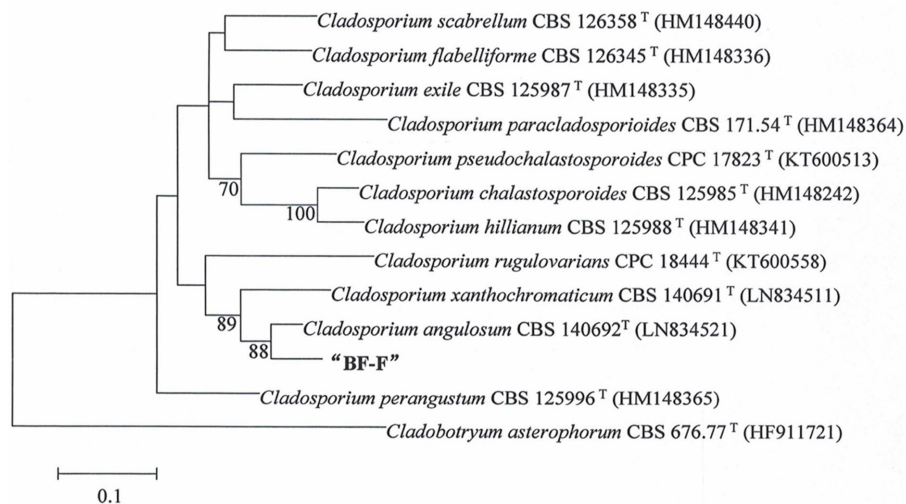 Cladosporium scabrellum CBS 126358 T (HM148440)
Cladosporium flabelliforme CBS 126345 T (HM148336)
Cladosporium exile CBS 125987 T (HM148335)
Cladosporium paracladosporioides CBS 171.54 T (HM148364)
Cladosporium pseudochalastosporoides CPC 17823 T (KT600513)
70
Cladosporium chalastosporoides CBS 125985 T (HM148242)
100
Cladosporium hillianum CBS 125988 T (HM148341)
Cladosporium rugulovarians CPC 18444 T (KT600558)
Cladosporium xanthochromaticum CBS 140691 T (LN834511)
89
Cladosporium angulosum CBS 140692T (LN834521)
88
“BF-F”
Cladosporium perangustum CBS 125996 T (HM148365)
Cladobotryum asterophorum CBS 676.77 T (HF911721)
0.1